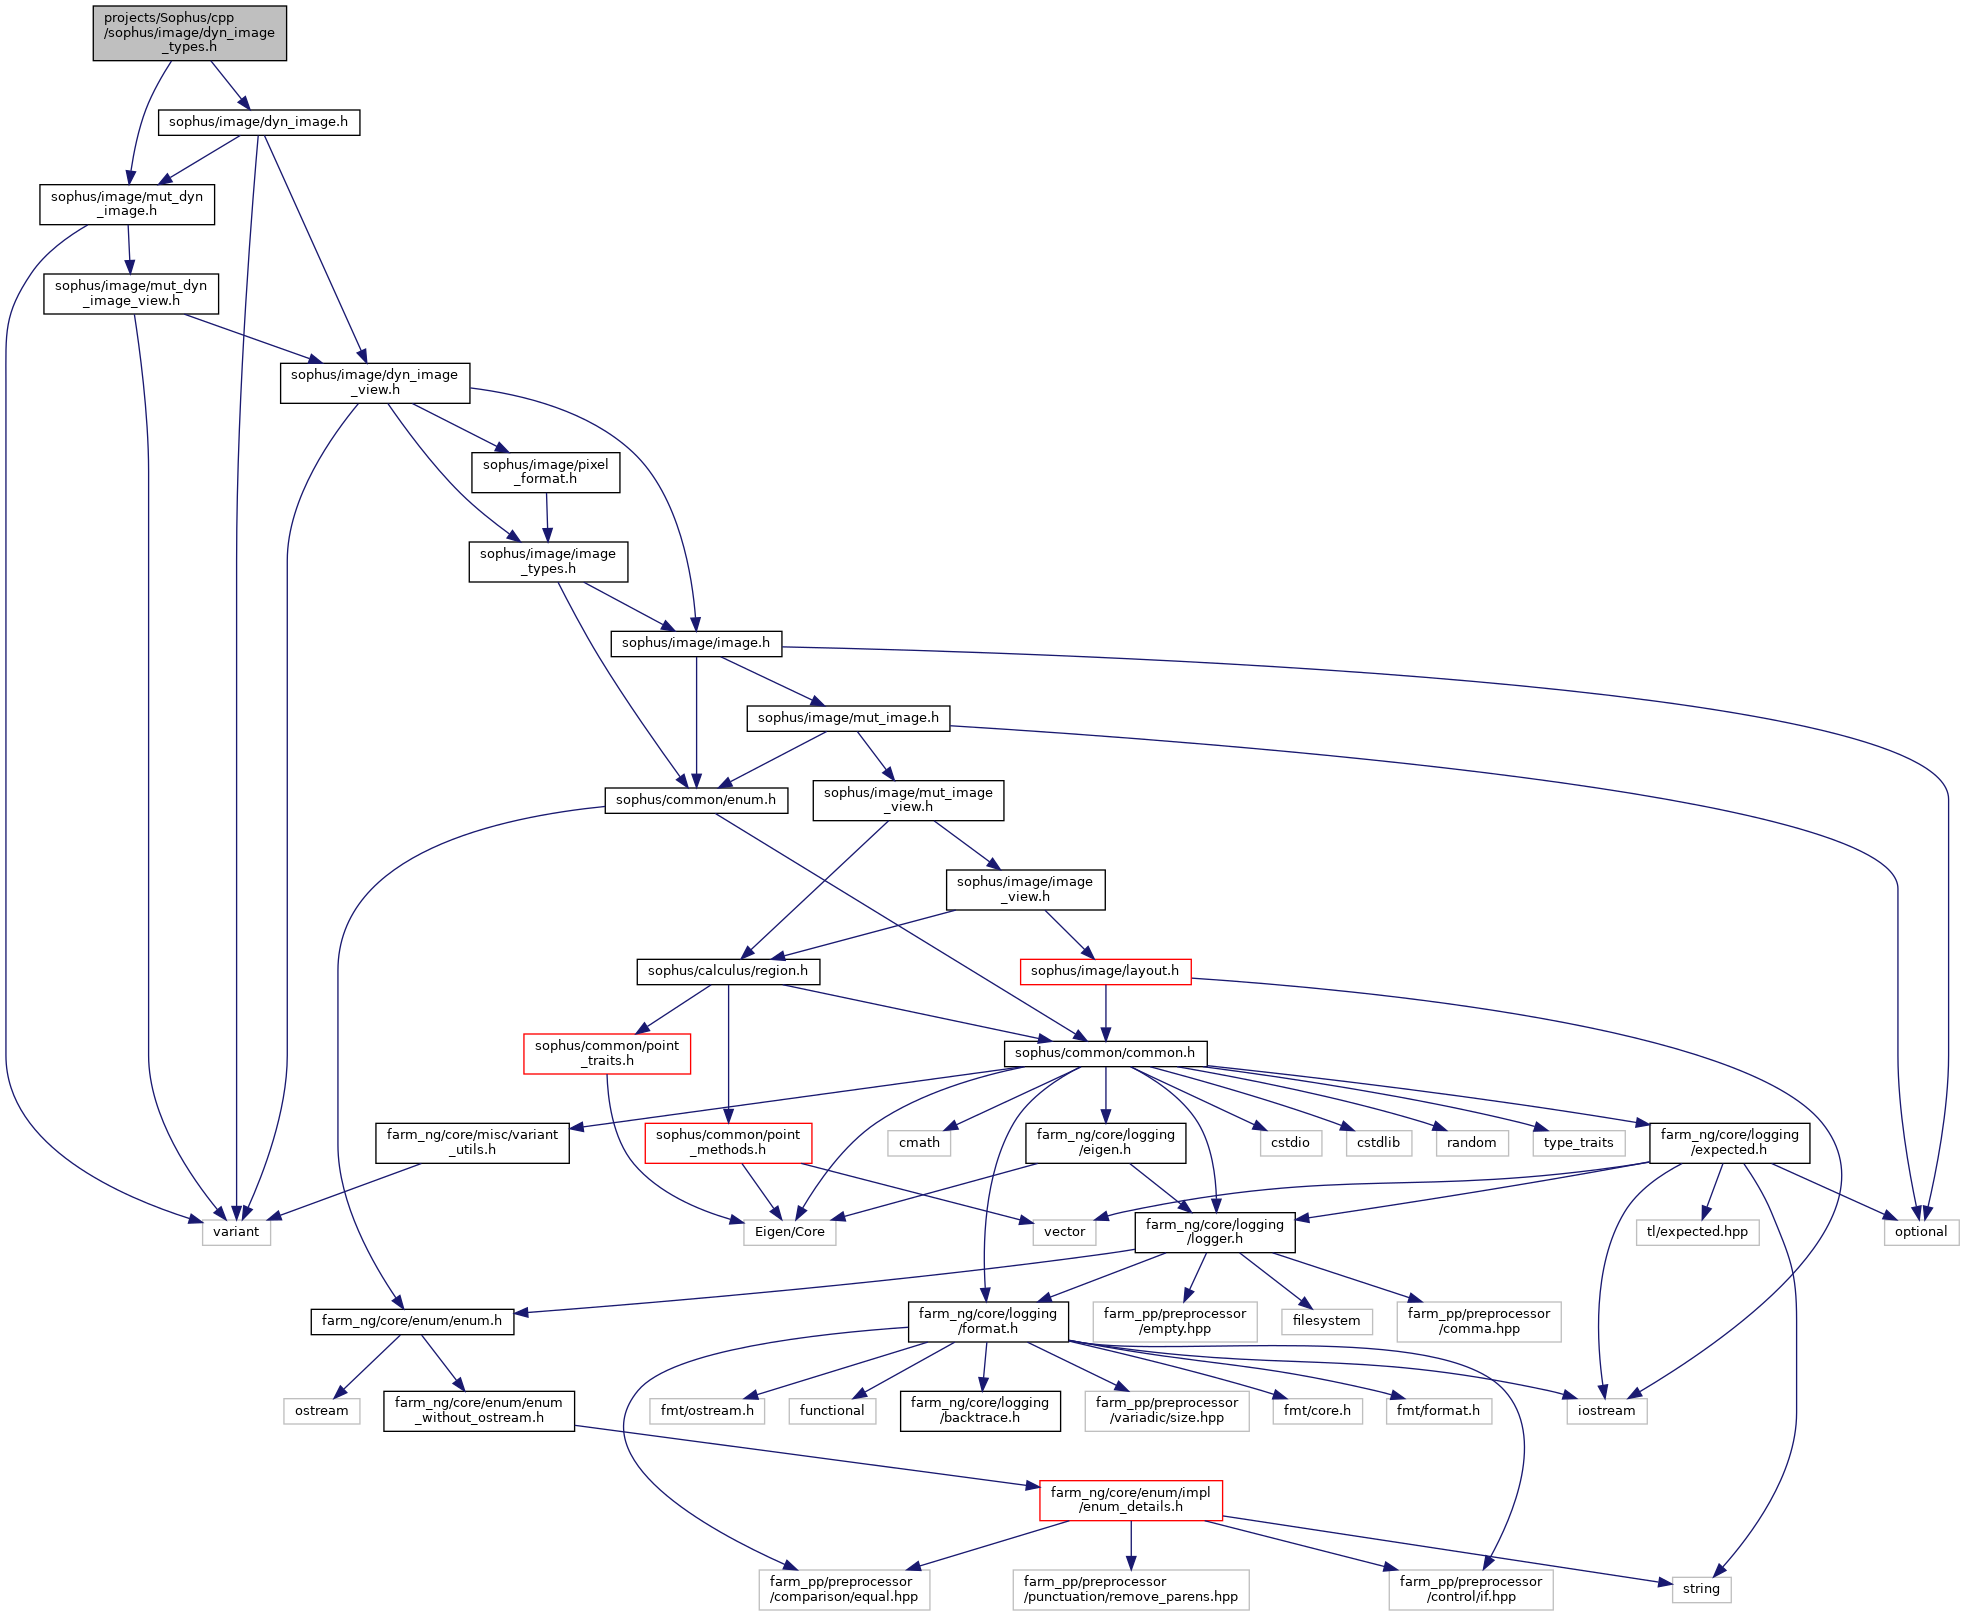 projects/Sophus/cpp
/sophus/image/dyn_image
_types.h
sophus/image/dyn_image.h
sophus/image/mut_dyn
_image.h
sophus/image/mut_dyn
_image_view.h
sophus/image/dyn_image
_view.h
sophus/image/pixel
_format.h
sophus/image/image
_types.h
sophus/image/image.h
sophus/image/mut_image.h
sophus/common/enum.h
sophus/image/mut_image
_view.h
sophus/image/image
_view.h
sophus/calculus/region.h
sophus/image/layout.h
sophus/common/point
_traits.h
sophus/common/common.h
farm_ng/core/misc/variant
_utils.h
sophus/common/point
_methods.h
cmath
farm_ng/core/logging
/eigen.h
cstdio
cstdlib
random
type_traits
farm_ng/core/logging
/expected.h
variant
Eigen/Core
vector
farm_ng/core/logging
/logger.h
tl/expected.hpp
optional
farm_ng/core/enum/enum.h
farm_ng/core/logging
/format.h
farm_pp/preprocessor
/empty.hpp
filesystem
farm_pp/preprocessor
/comma.hpp
ostream
farm_ng/core/enum/enum
_without_ostream.h
fmt/ostream.h
functional
farm_ng/core/logging
/backtrace.h
farm_pp/preprocessor
/variadic/size.hpp
fmt/core.h
fmt/format.h
iostream
farm_ng/core/enum/impl
/enum_details.h
farm_pp/preprocessor
/comparison/equal.hpp
farm_pp/preprocessor
/punctuation/remove_parens.hpp
farm_pp/preprocessor
/control/if.hpp
string